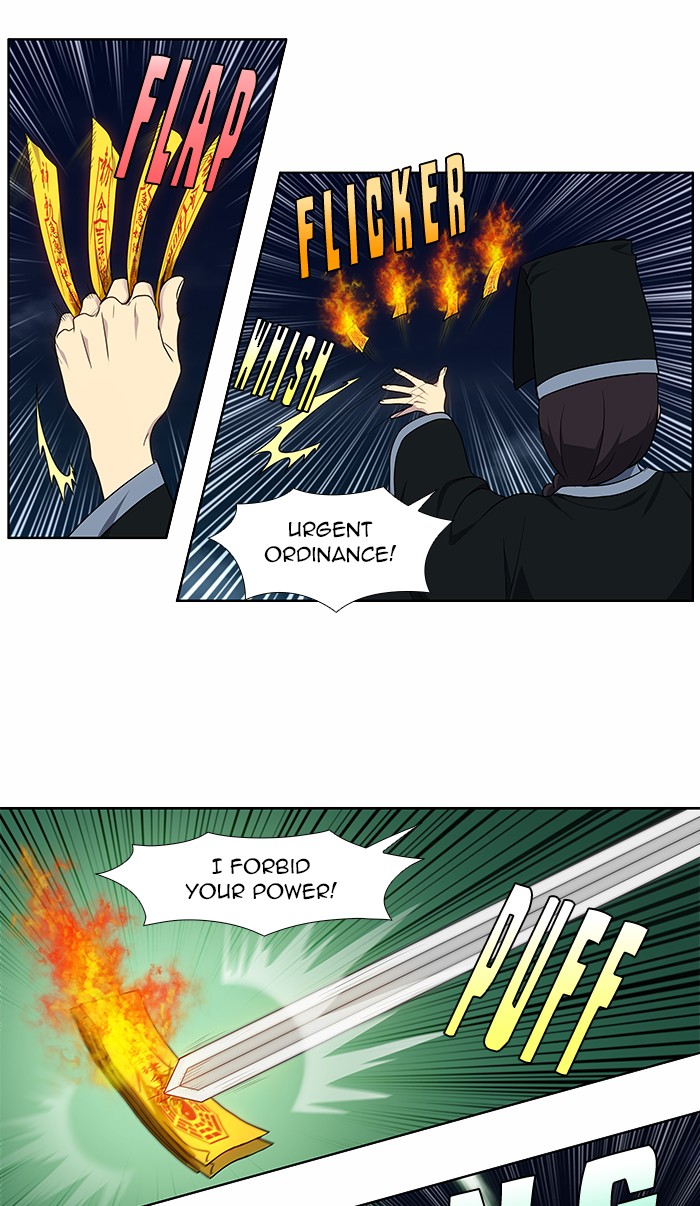 FLAP
FLICKER
WHISH
URGENT
ORDINANCE!
I FORBID
YOUR POWER!
PUFF